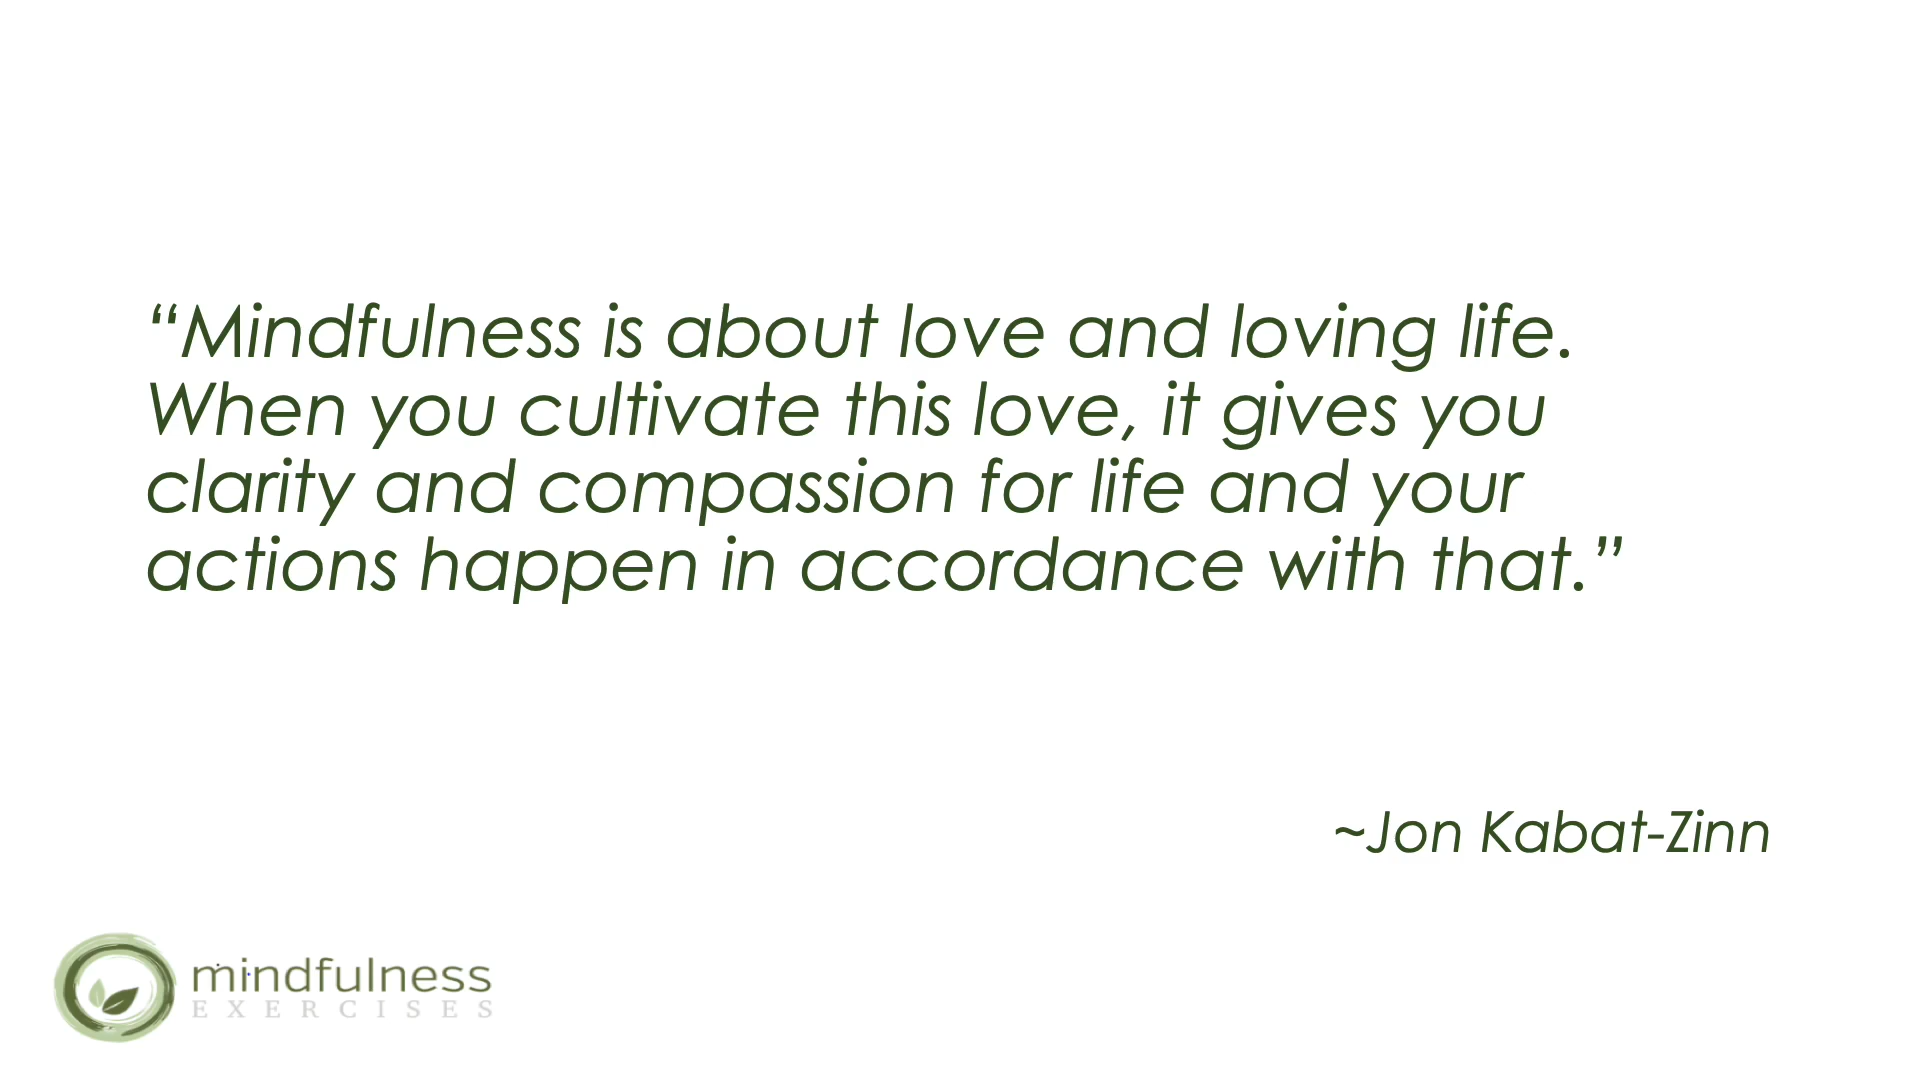 “Mindfulness is about love and loving life.
When you cultivate this love, it gives you
clarity and compassion for life and your
actions happen in accordance with that.”
~Jon Kabat-Zinn
mindfulness
EXERCISES